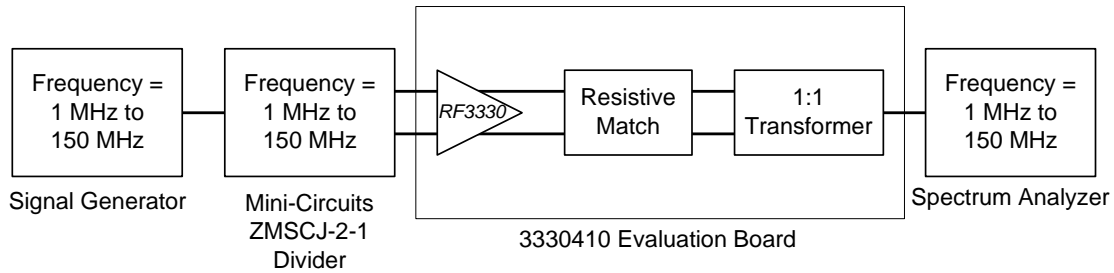 Frequency =
1 MHz to
150 MHz
Signal Generator
Frequency =
1 MHz to
150 MHz
Mini-Circuits
ZMSCJ-2-1
Divider
RF3330
Resistive
Match
1:1
Transformer
3330410 Evaluation Board
Frequency =
1 MHz to
150 MHz
Spectrum Analyzer